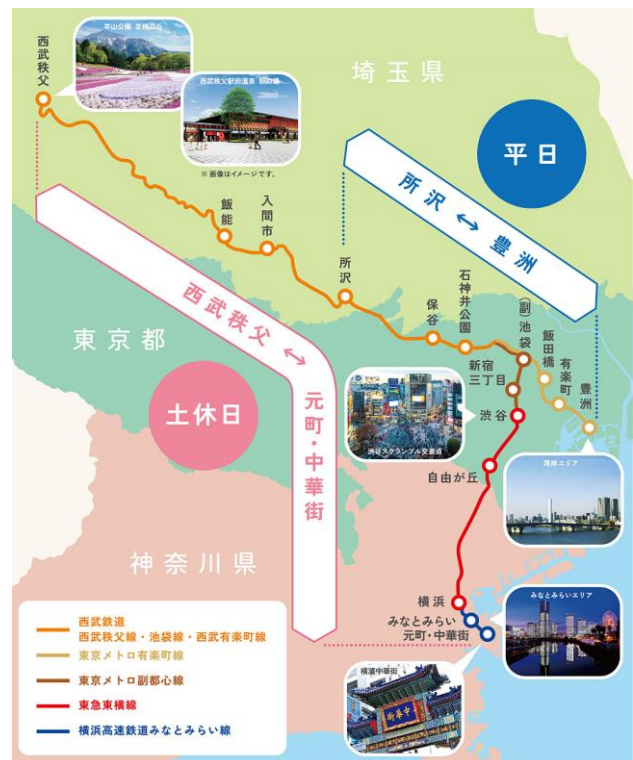 羊山公園 芝桜の丘
西武秩父
西武秩父駅前温泉 祭の湯
※ 画像はイメージです。
埼玉県
平日
所沢 ↔ 豊洲
飯能
入間市
所沢
保谷
石神井公園
(副)池袋
飯田橋
有楽町
豊洲
新宿
三丁目
渋谷
渋谷スクランブル交差点
自由が丘
東京都
西武秩父 ↔ 元町・中華街
土休日
湾岸エリア
神奈川県
横浜
みなとみらい
元町・中華街
みなとみらいエリア
横濱中華街
中華街
西武鉄道
西武秩父線・池袋線・西武有楽町線
東京メトロ有楽町線
東京メトロ副都心線
東急東横線
横浜高速鉄道みなとみらい線